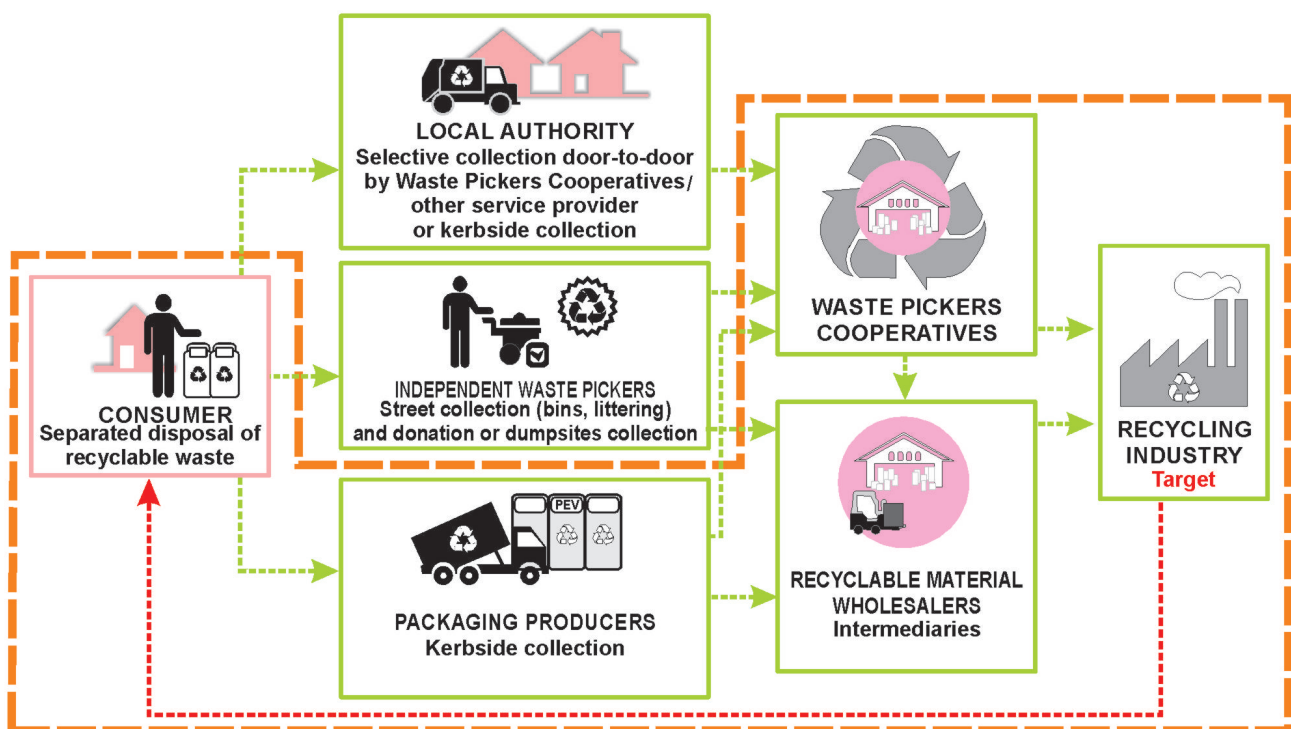 LOCAL AUTHORITY
Selective collection door-to-door
by Waste Pickers Cooperatives/
other service provider
or kerbside collection
CONSUMER
Separated disposal of
recyclable waste
INDEPENDENT WASTE PICKERS
Street collection (bins, littering)
and donation or dumpsites collection
PEV
PACKAGING PRODUCERS
Kerbside collection
WASTE PICKERS
COOPERATIVES
RECYCLABLE MATERIAL
WHOLESALERS
Intermediaries
RECYCLING
INDUSTRY
Target